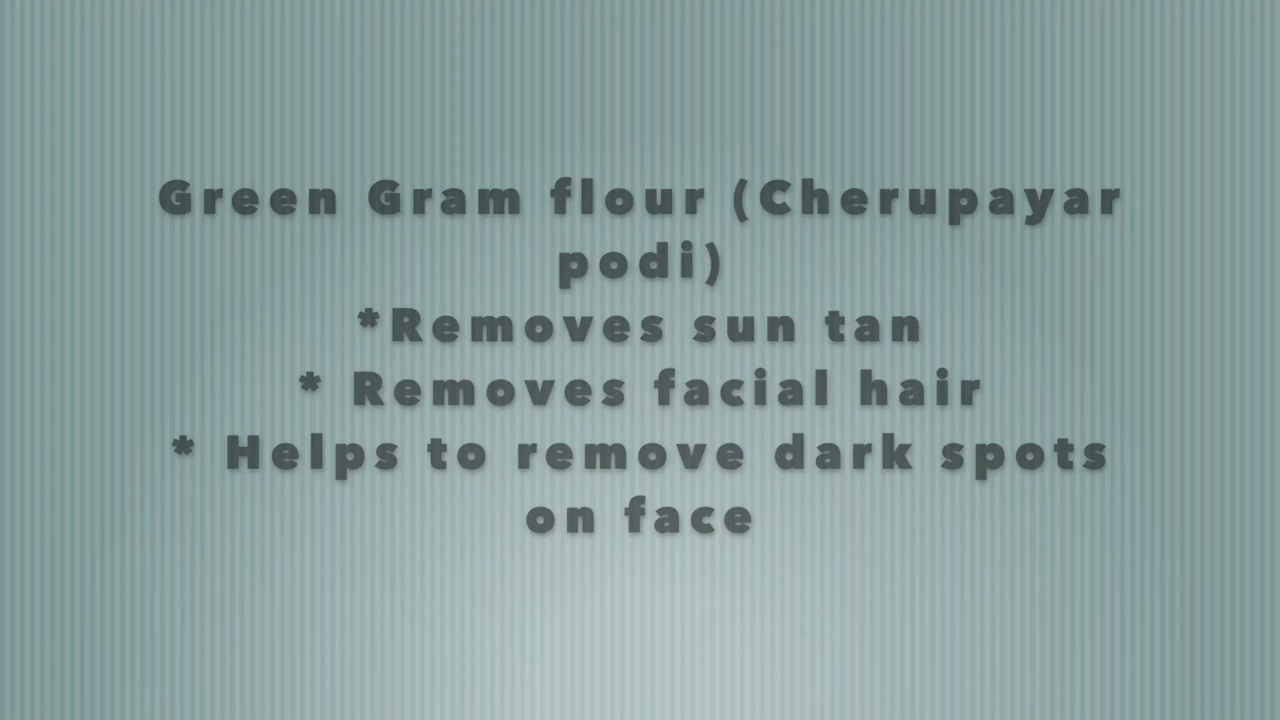 Green Gram flour (Cherupayar
podi)
*Removes sun tan
* Removes facial hair
* Helps to remove dark spots
on face